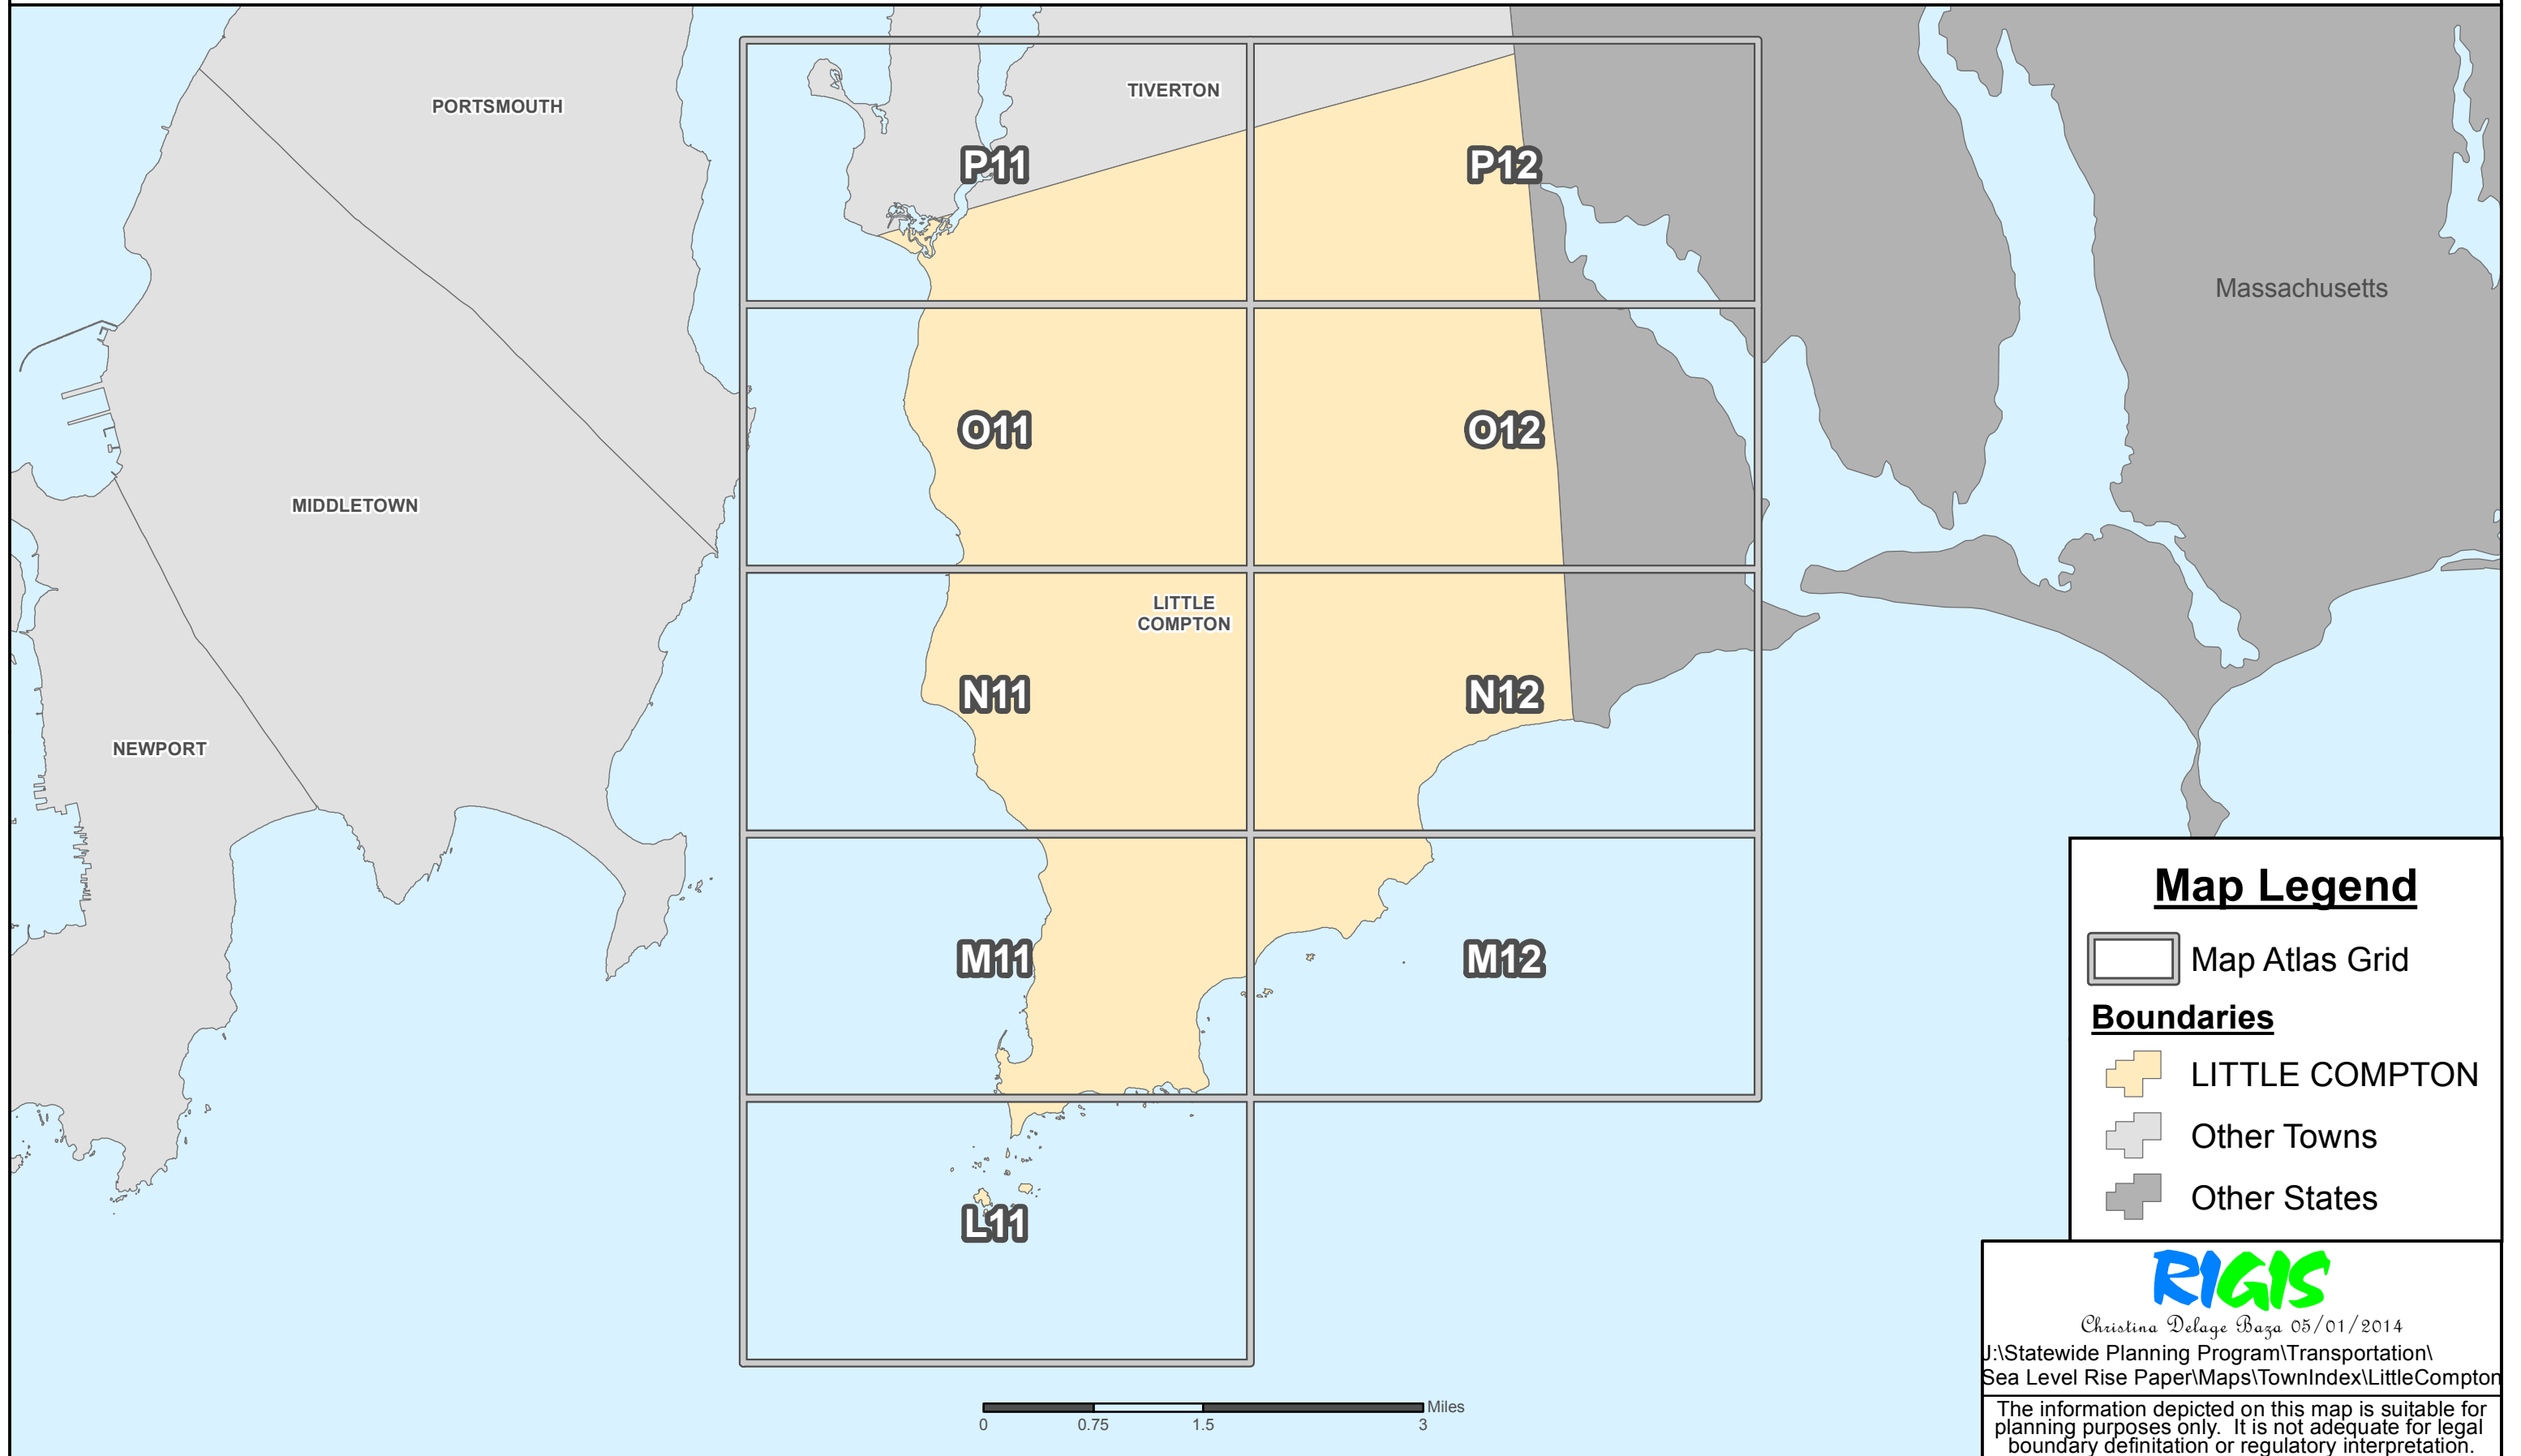 PORTSMOUTH
TIVERTON
P11
P12
Massachusetts
O11
O12
MIDDLETOWN
LITTLE
COMPTON
N11
N12
NEWPORT
M11
M12
L11
Map Legend
Map Atlas Grid
Boundaries
LITTLE COMPTON
Other Towns
Other States
RIGIS
Christina Delage Baza 05/01/2014
J:\Statewide Planning Program\Transportation\
Sea Level Rise Paper\Maps\TownIndex\LittleCompton
The information depicted on this map is suitable for
planning purposes only. It is not adequate for legal
boundary definitation or regulatory interpretation.
Miles
0 0.75 1.5 3